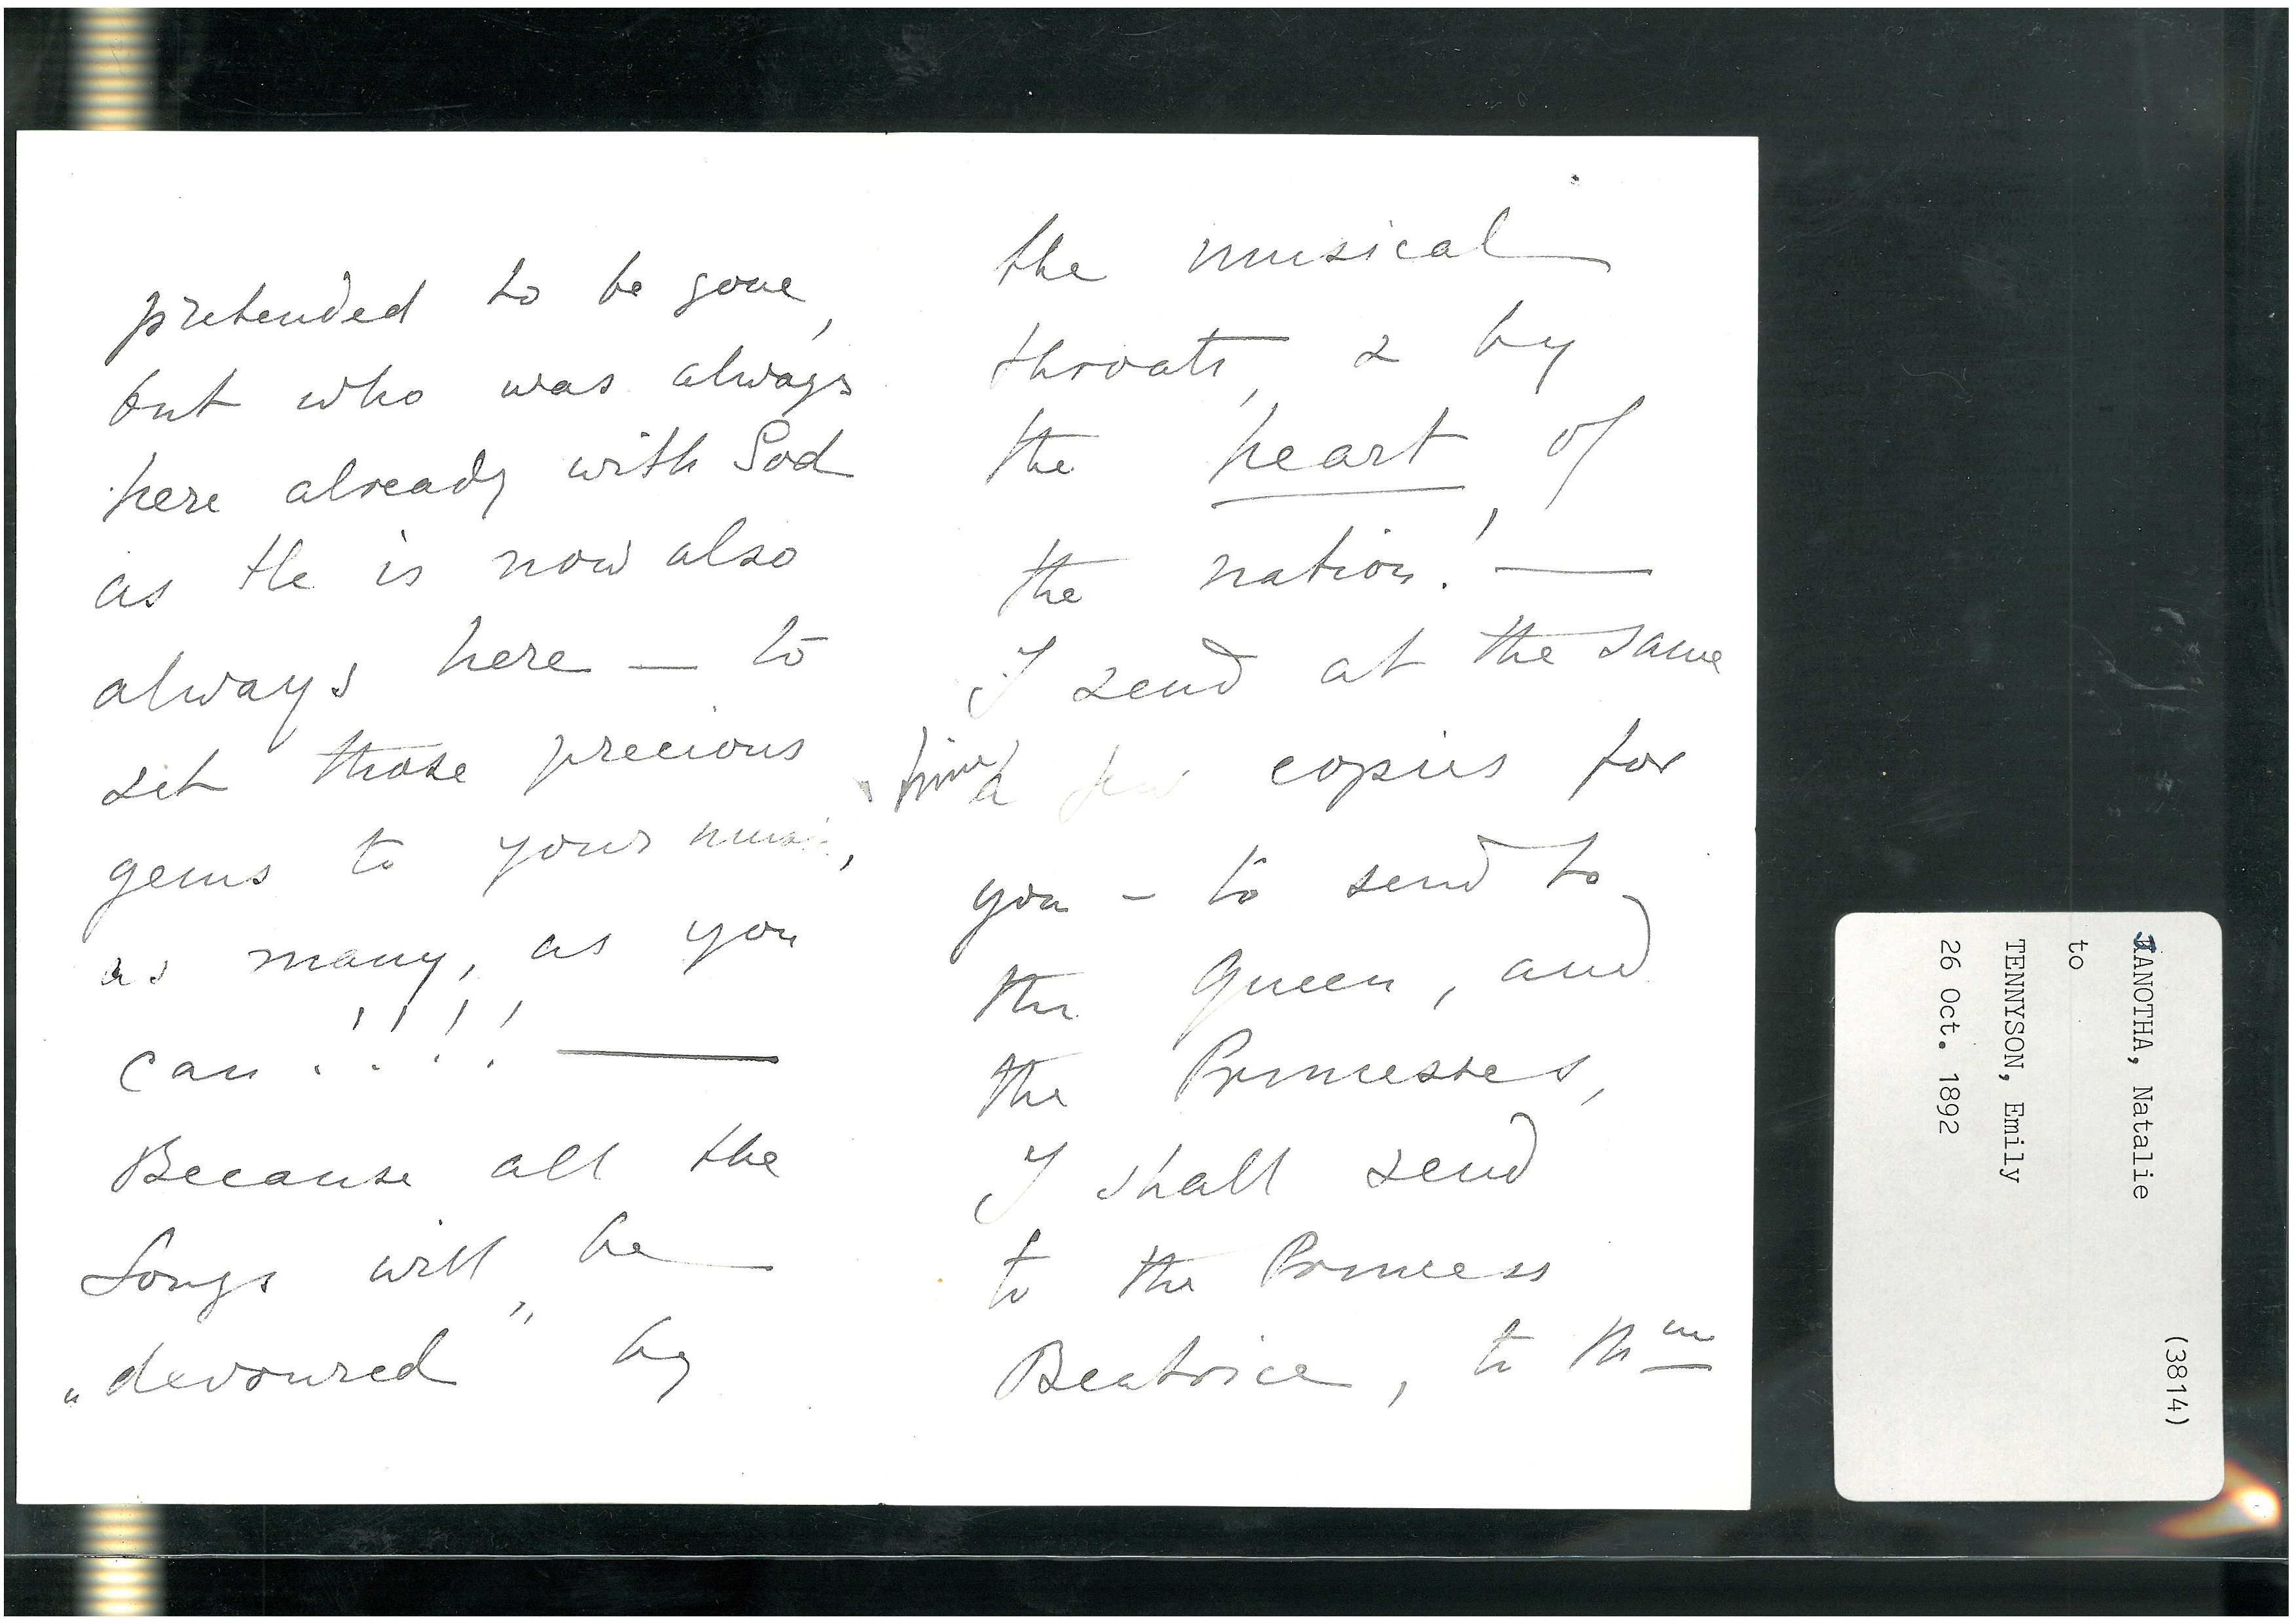 pretended to be gone,
but who was always
here already with God
as He is now also
always here — to
set those precious
gems to your music,
as many, as you
can!!!! —
Because all the
Songs will be
„devoured” by
the musical
throats, & by
the heart, of
the nation! —
I send at the same
time a few copies for
you - to send to
the Queen, and
the Princesses,
I shall send
to the Princess
Beatrice, to Mme
(3814)
JANOTHA, Natalie
to
TENNYSON, Emily
26 Oct. 1892